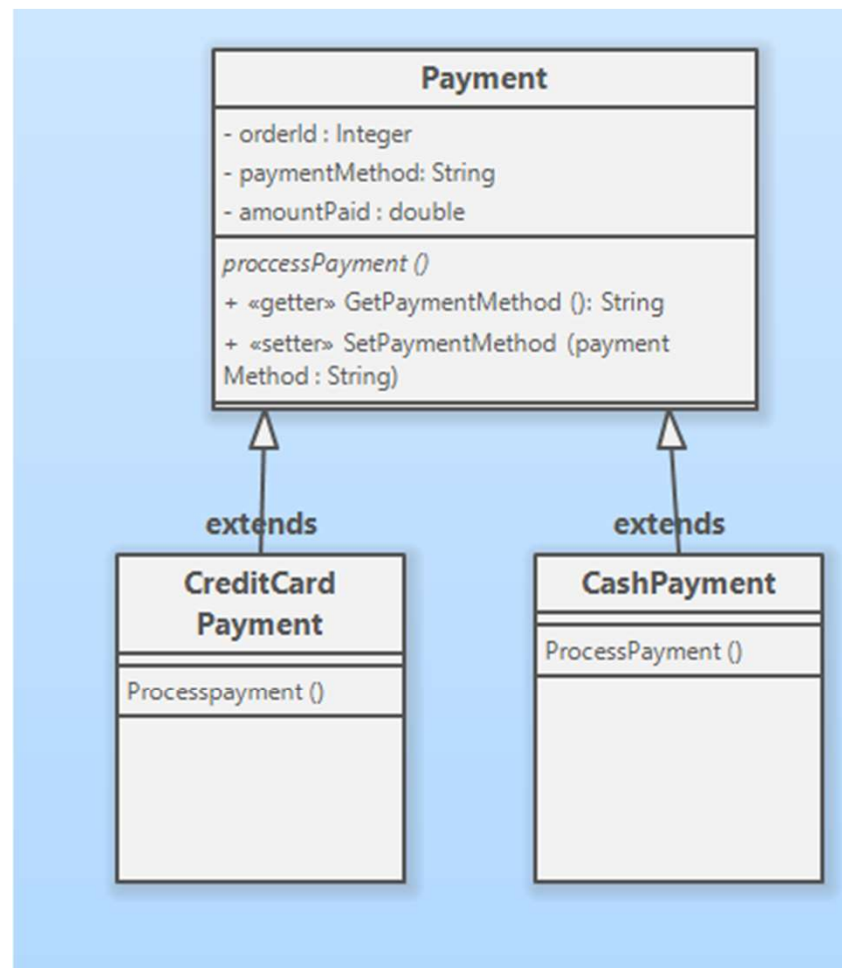 Payment
- orderId : Integer
- paymentMethod: String
- amountPaid : double
proccessPayment ()
+ «getter» GetPaymentMethod (): String
+ «setter» SetPaymentMethod (payment
Method : String)
extends
extends
CreditCard
Payment
Processpayment ()
CashPayment
ProcessPayment ()